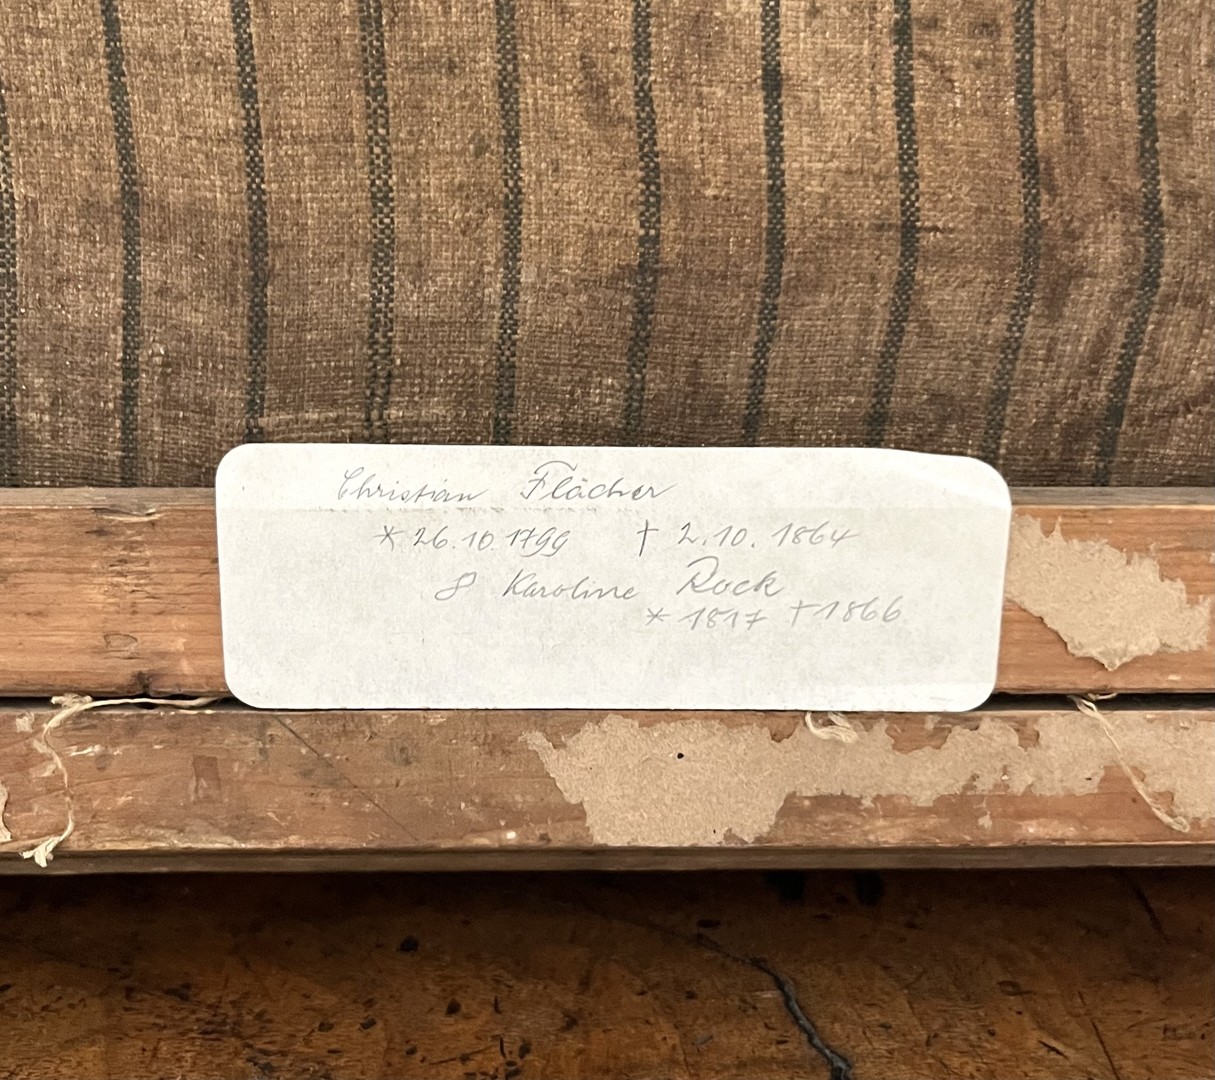 Christian Flächer
* 26.10.1799 † 2.10.1864
∞ Karoline Rock
* 1817 † 1866